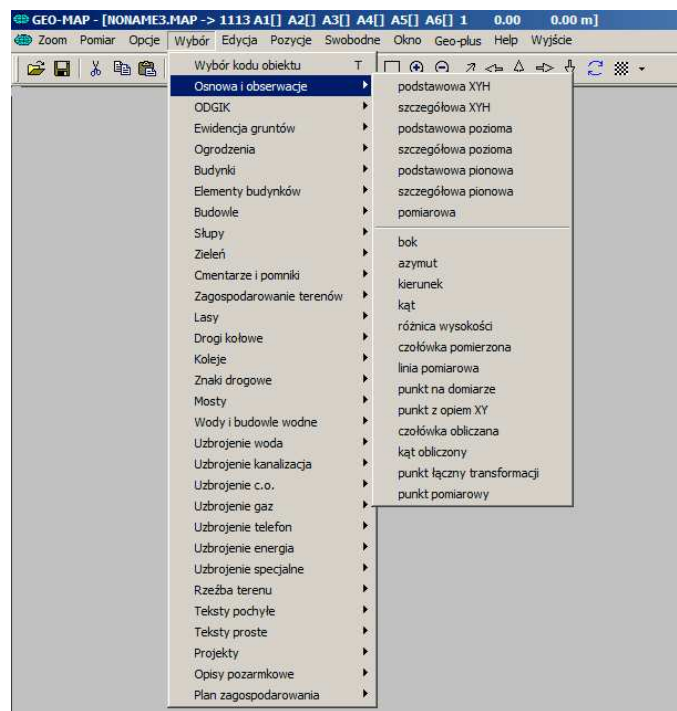 GEO-MAP - [NONAME3.MAP -> 1113 A1[] A2[] A3[] A4[] A5[] A6[] 1 0.00 0.00 m]
Zoom Pomiar Opcje Wybór Edycja Pozycje Swobodne Okno Geo-plus Help Wyjście
Wybór kodu obiektu T
Osnowa i obserwacje
ODGIK
Ewidencja gruntów
Ogrodzenia
Budynki
Elementy budynków
Budowle
Słupy
Zieleń
Cmentarze i pomniki
Zagospodarowanie terenów
Lasy
Drogi kołowe
Koleje
Znaki drogowe
Mosty
Wody i budowle wodne
Uzbrojenie woda
Uzbrojenie kanalizacja
Uzbrojenie c.o.
Uzbrojenie gaz
Uzbrojenie telefon
Uzbrojenie energia
Uzbrojenie specjalne
Rzeźba terenu
Teksty pochyłe
Teksty proste
Projekty
Opisy pozarmkowe
Plan zagospodarowania
podstawowa XYH
szczegółowa XYH
podstawowa pozioma
szczegółowa pozioma
podstawowa pionowa
szczegółowa pionowa
pomiarowa
bok
azymut
kierunek
kąt
różnica wysokości
czołówka pomierzona
linia pomiarowa
punkt na domiarze
punkt z opiem XY
czołówka obliczana
kąt obliczony
punkt łączny transformacji
punkt pomiarowy